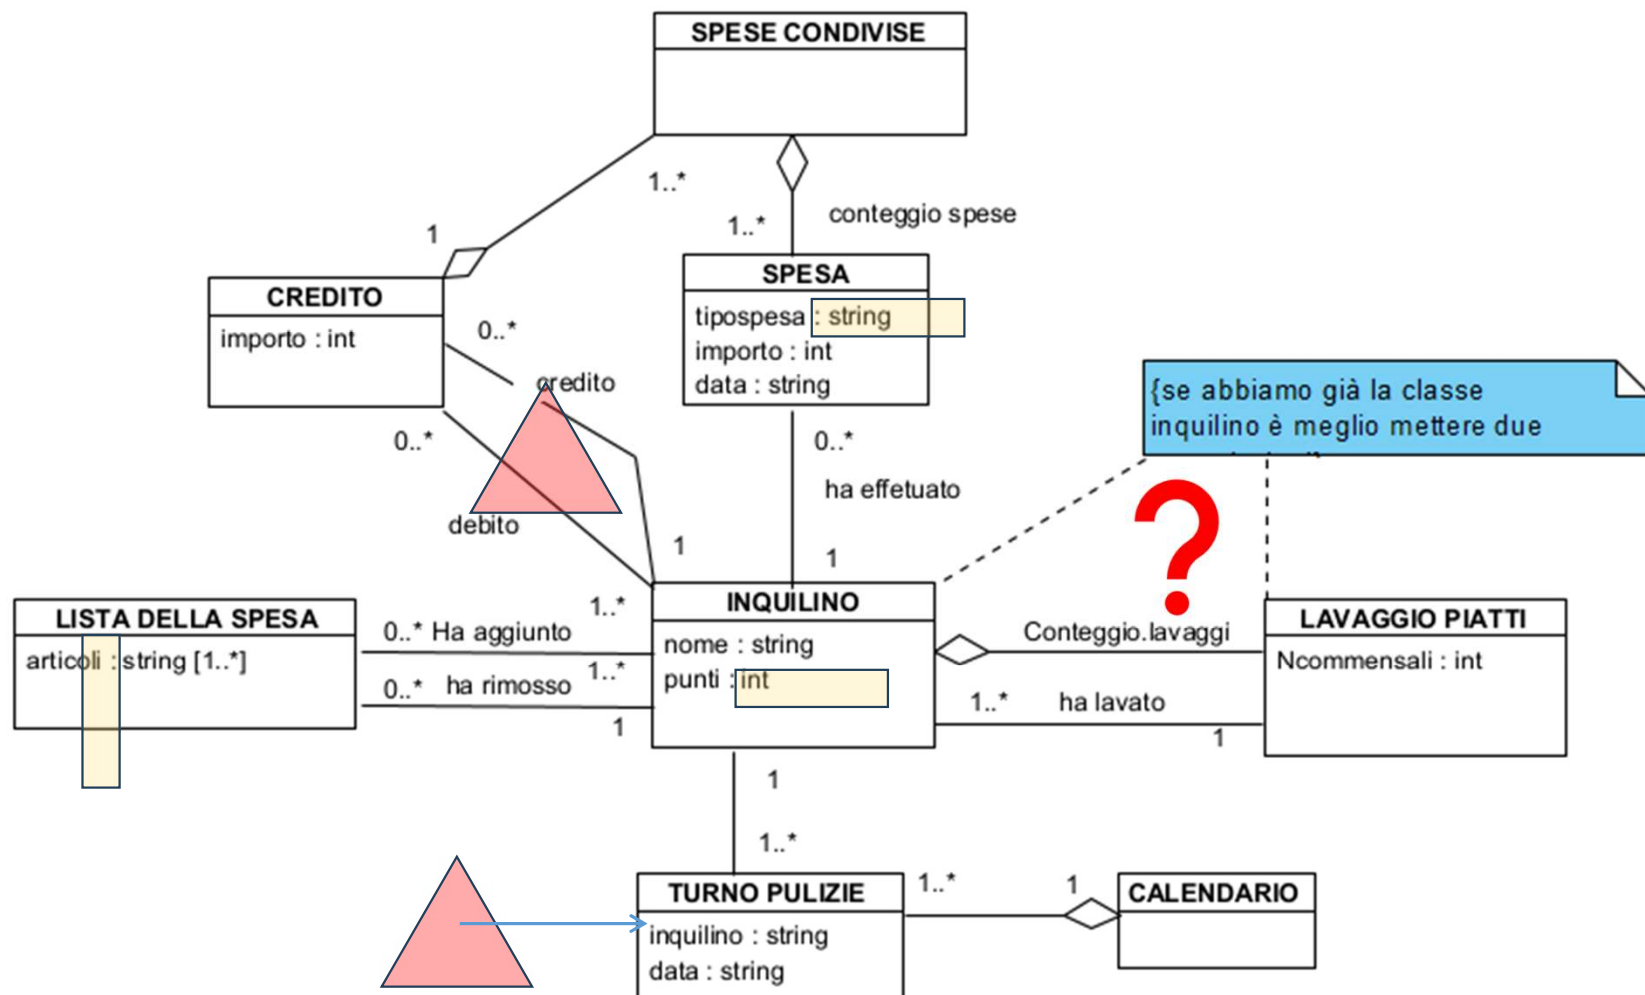 SPESE CONDIVISE
1..*
1
1..*
conteggio spese
CREDITO
importo : int
SPESA
tipospesa : string
importo : int
data : string
0..*
credito
0..*
debito
0..*
ha effetuato
1
1
{se abbiamo già la classe
inquilino è meglio mettere due
?
LISTA DELLA SPESA
articoli : string [1..*]
0..* Ha aggiunto
1..*
0..* ha rimosso
1..*
1
INQUILINO
nome : string
punti : int
Conteggio.lavaggi
1..* ha lavato
1
LAVAGGIO PIATTI
Ncommensali : int
1
1..*
TURNO PULIZIE
inquilino : string
data : string
1..*
1
CALENDARIO